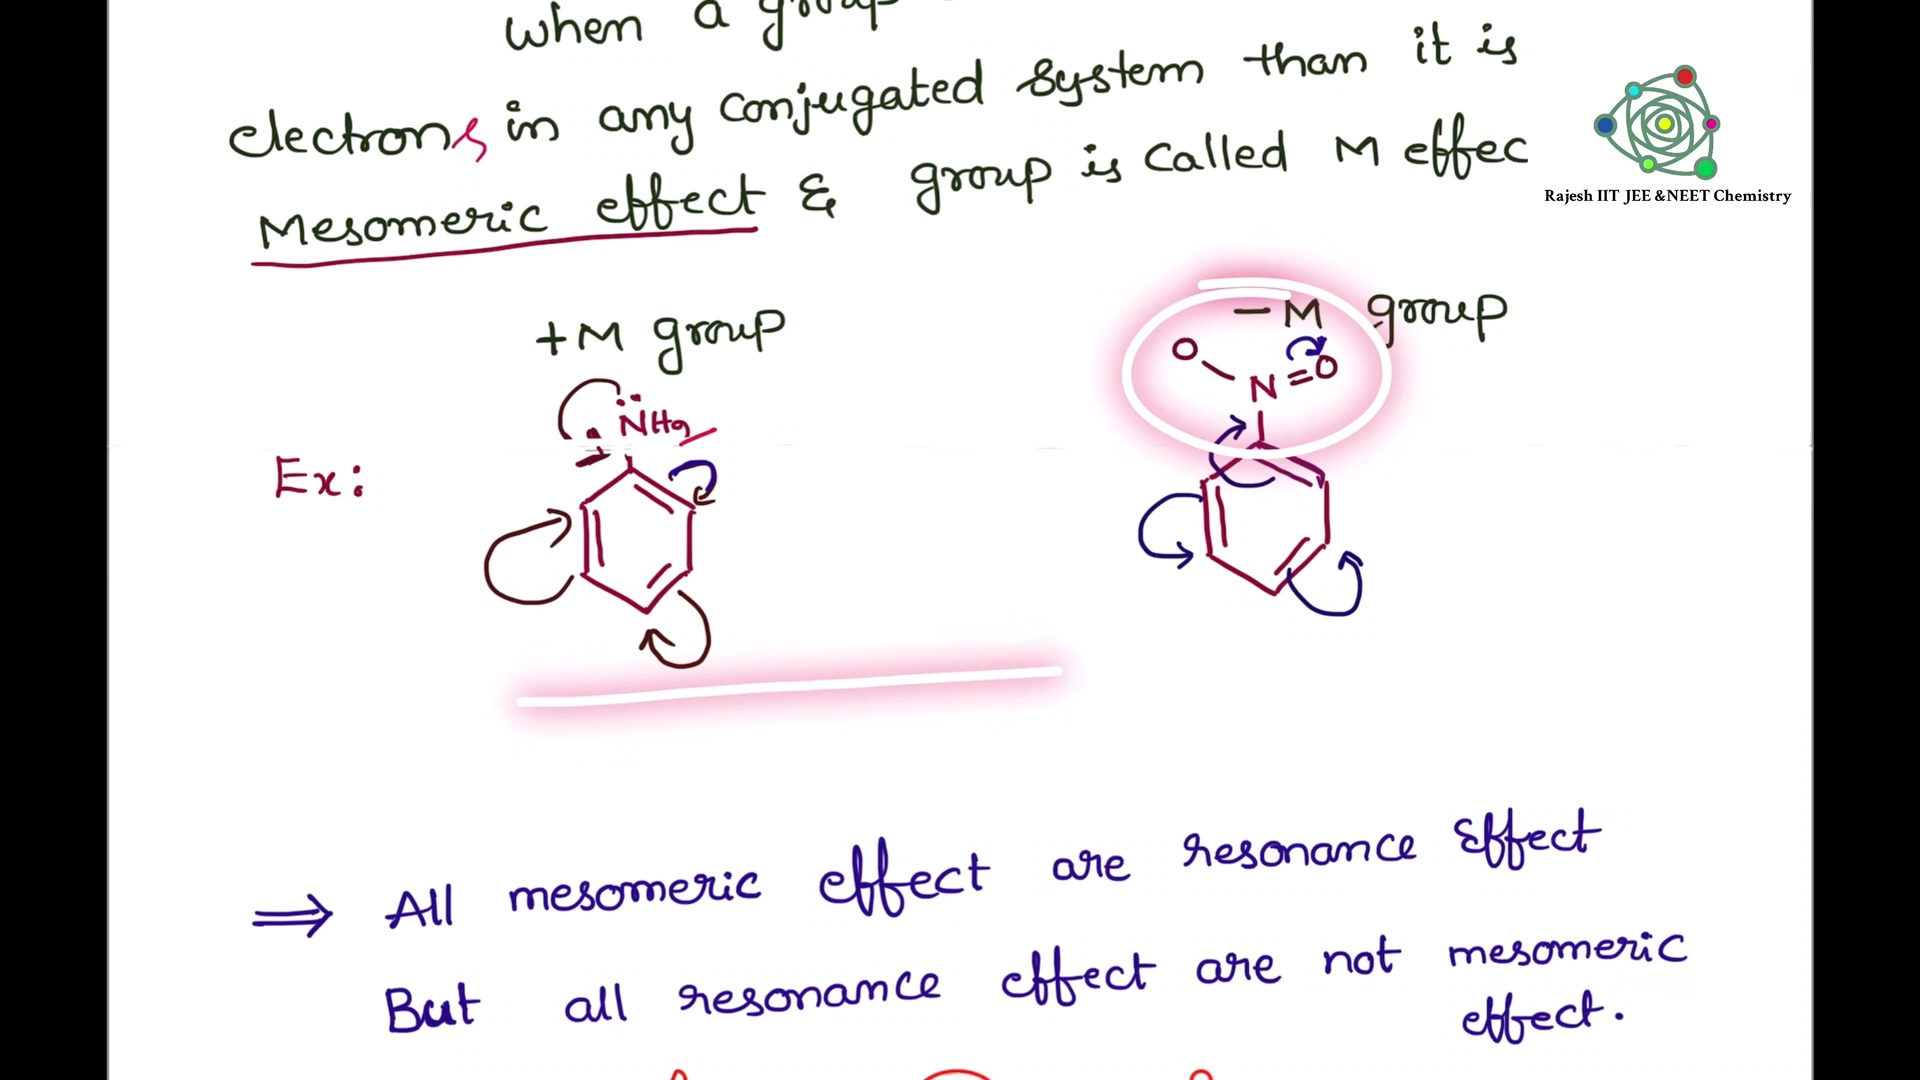 When a group
electrons in any conjugated system than it is
Mesomeric effect & group is called M effec
Rajesh IIT JEE &NEET Chemistry
+M group
-M group
NH2
O
N=O
Ex:
⇒ All mesomeric effect are resonance Effect
But all resonance effect are not mesomeric
effect.